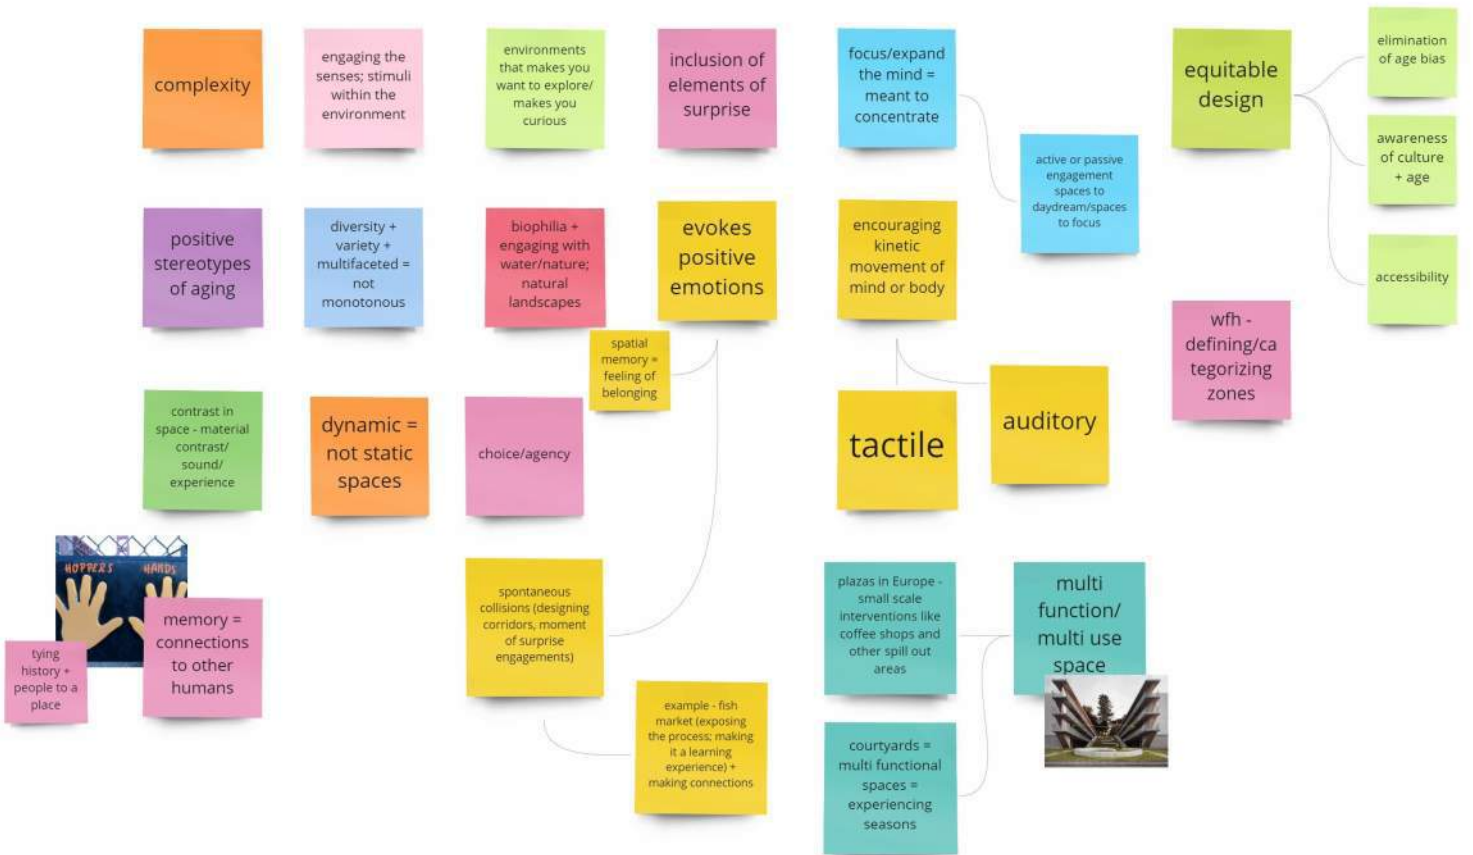 complexity
engaging the
senses; stimuli
within the
environment
environments
that makes you
want to explore/
makes you
curious
inclusion of
elements of
surprise
focus/expand
the mind =
meant to
concentrate
active or passive
engagement
spaces to
daydream/spaces
to focus
equitable
design
elimination
of age bias
awareness
of culture
+ age
accessibility
positive
stereotypes
of aging
diversity +
variety +
multifaceted =
not
monotonous
biophilia +
engaging with
water/nature;
natural
landscapes
evokes
positive
emotions
spatial
memory =
feeling of
belonging
encouraging
kinetic
movement of
mind or body
wfh -
defining/ca
tegorizing
zones
contrast in
space - material
contrast/
sound/
experience
dynamic =
not static
spaces
choice/agency
tactile
auditory
HOPPERS HANDS
memory =
connections
to other
humans
tying
history +
people to a
place
spontaneous
collisions (designing
corridors, moment
of surprise
engagements)
example - fish
market (exposing
the process; making
it a learning
experience) +
making connections
plazas in Europe -
small scale
interventions like
coffee shops and
other spill out
areas
multi
function/
multi use
space
courtyards =
multi functional
spaces =
experiencing
seasons